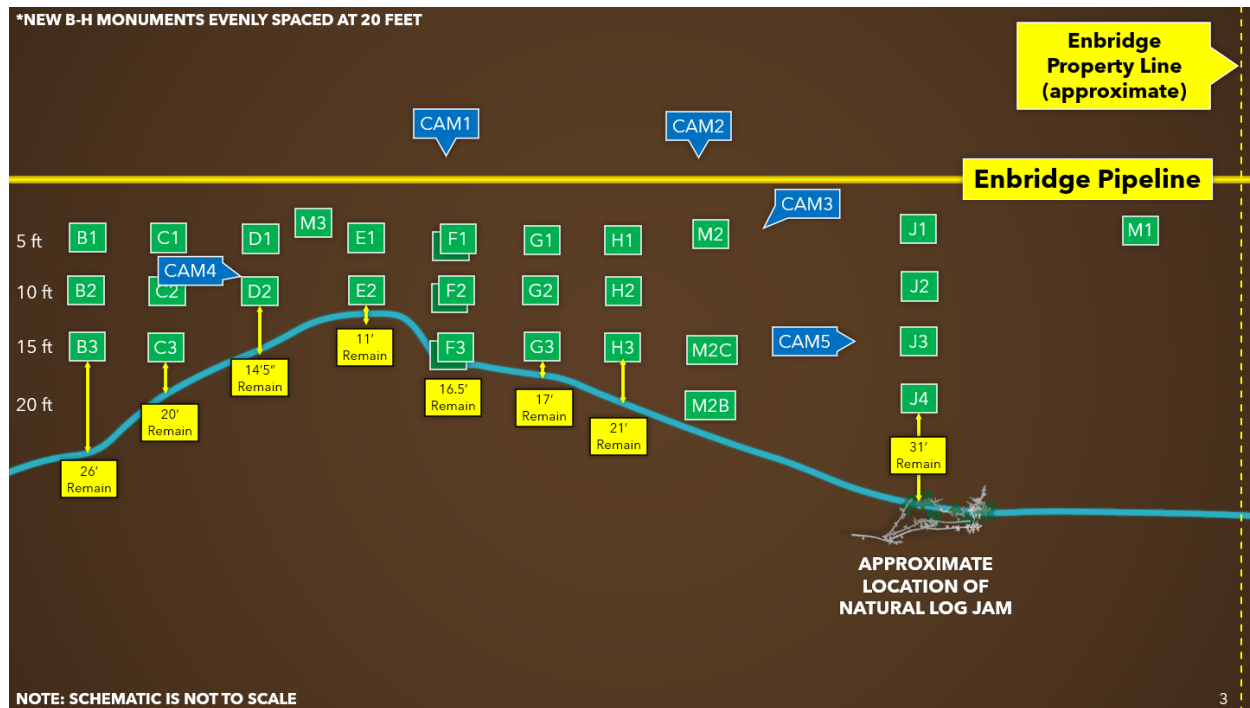 *NEW B-H MONUMENTS EVENLY SPACED AT 20 FEET
Enbridge
Property Line
(approximate)
CAM1
CAM2
Enbridge Pipeline
CAM3
5 ft
B1
C1
D1
M3
E1
F1
G1
H1
M2
J1
M1
CAM4
10 ft
B2
C2
D2
E2
F2
G2
H2
J2
11’
Remain
15 ft
B3
C3
F3
G3
H3
M2C
CAM5
J3
14’5”
Remain
16.5’
Remain
17’
Remain
20 ft
20’
Remain
21’
Remain
M2B
J4
31’
Remain
26’
Remain
APPROXIMATE
LOCATION OF
NATURAL LOG JAM
NOTE: SCHEMATIC IS NOT TO SCALE
3